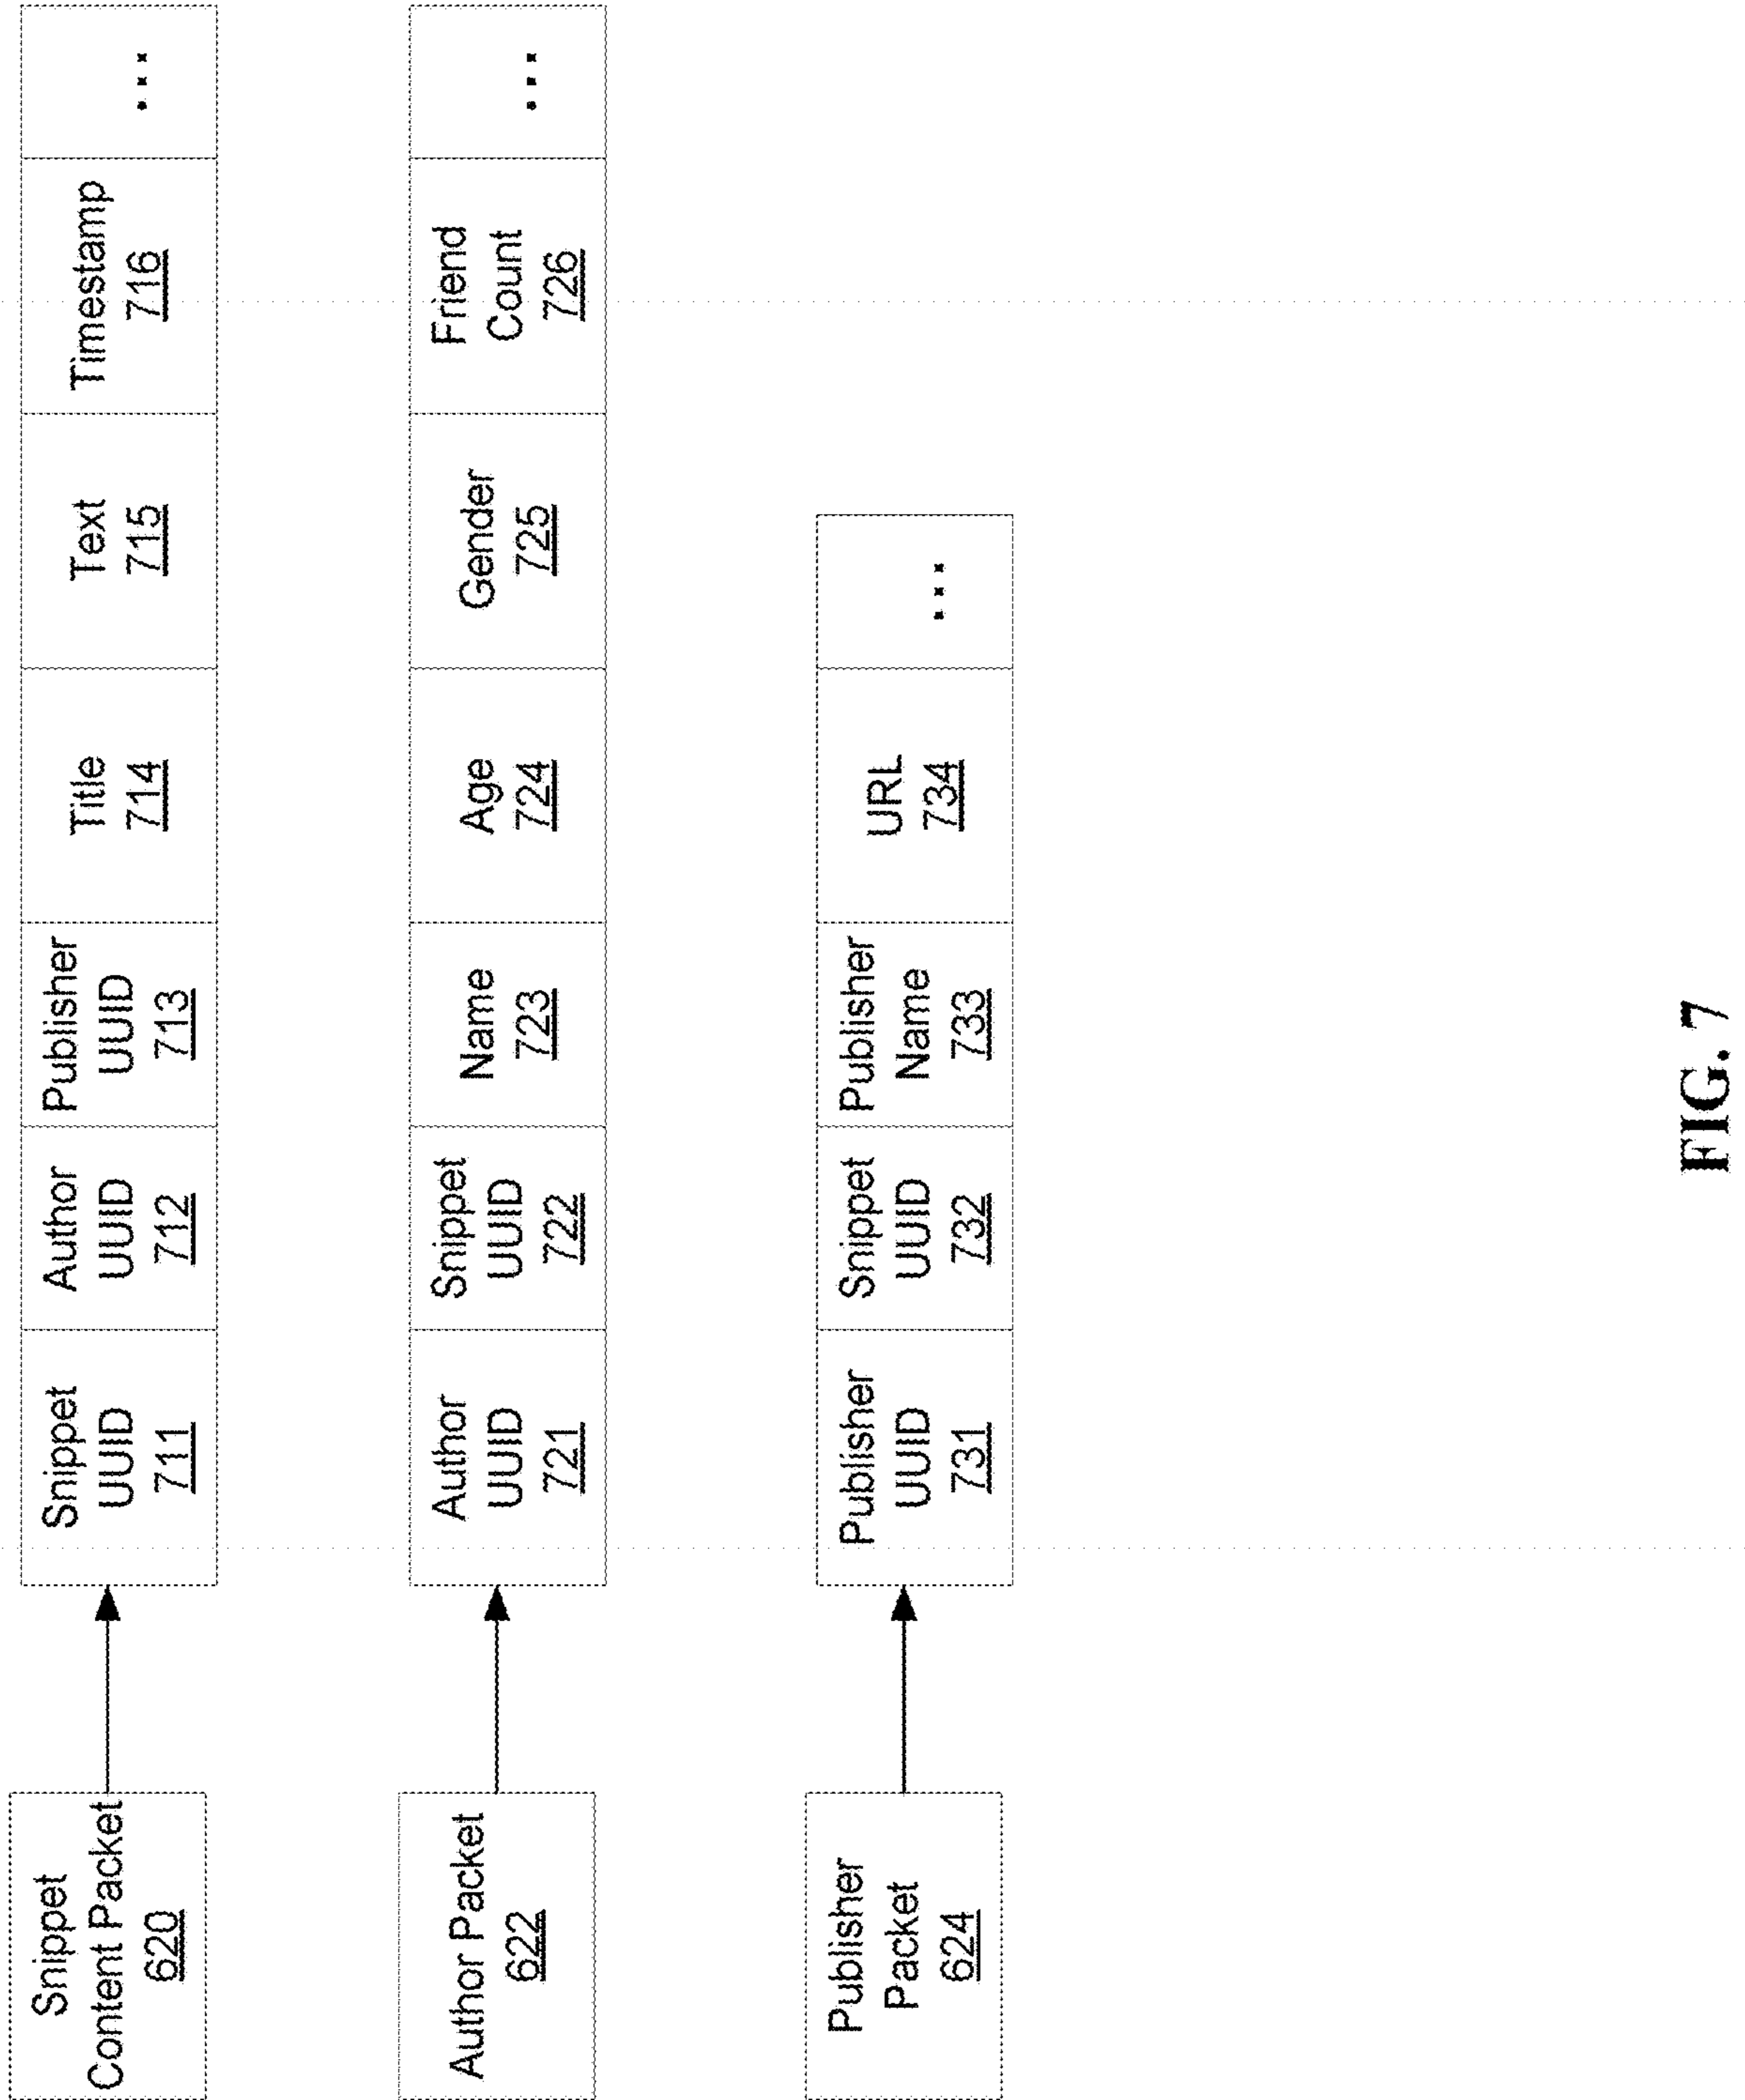 Snippet
Content Packet
620
Snippet
UUID
711
Author
UUID
712
Publisher
UUID
713
Title
714
Text
715
Timestamp
716
...
Author Packet
622
Author
UUID
721
Snippet
UUID
722
Name
723
Age
724
Gender
725
Friend
Count
726
...
Publisher
Packet
624
Publisher
UUID
731
Snippet
UUID
732
Publisher
Name
733
URL
734
...
FIG. 7